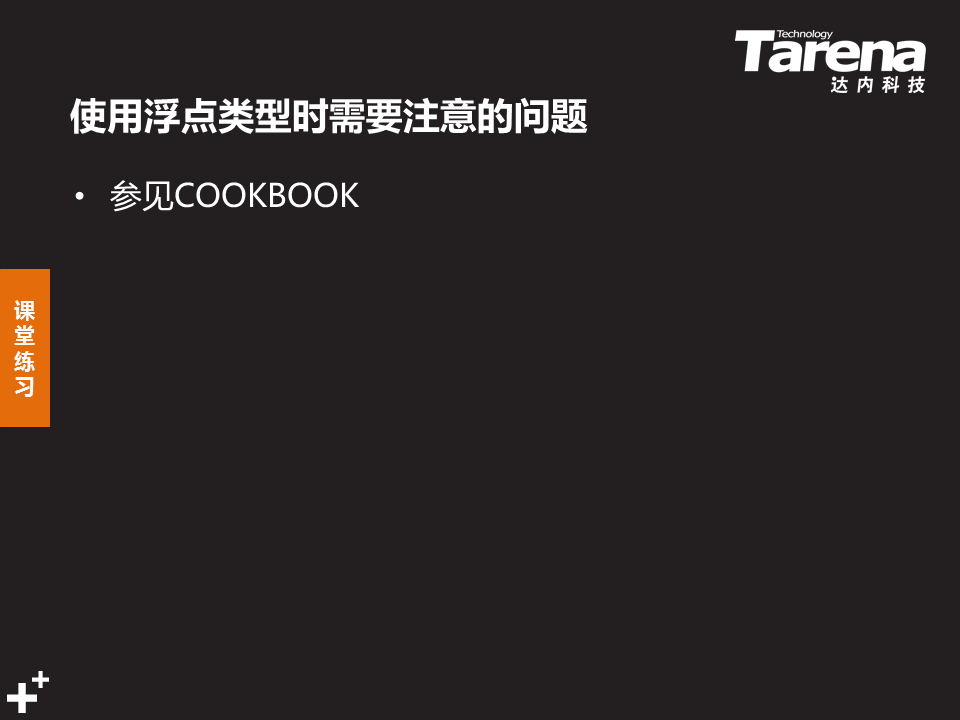 Technology
Tarena
达内科技
使用浮点类型时需要注意的问题
• 参见COOKBOOK
课
堂
练
习